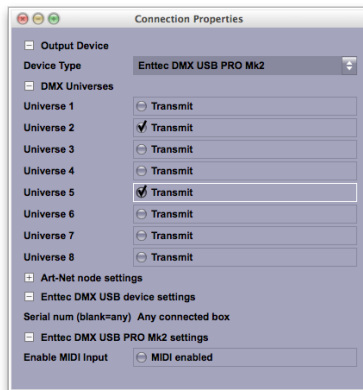 Connection Properties
Output Device
Device Type Enttec DMX USB PRO Mk2
DMX Universes
Universe 1 Transmit
Universe 2 Transmit
Universe 3 Transmit
Universe 4 Transmit
Universe 5 Transmit
Universe 6 Transmit
Universe 7 Transmit
Universe 8 Transmit
Art-Net node settings
Enttec DMX USB device settings
Serial num (blank=any) Any connected box
Enttec DMX USB PRO Mk2 settings
Enable MIDI Input MIDI enabled